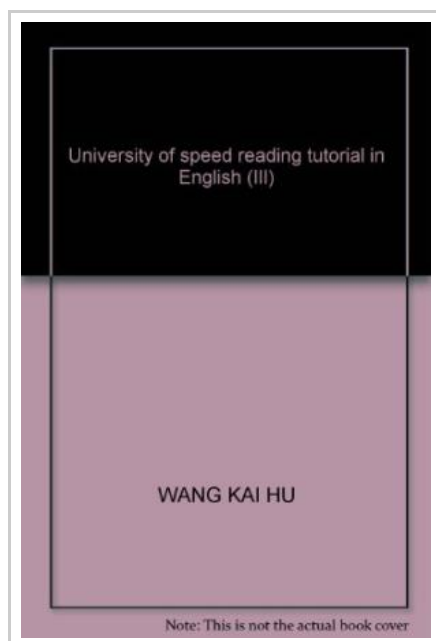 University of speed reading tutorial in
English (III)
WANG KAI HU
Note: This is not the actual book cover